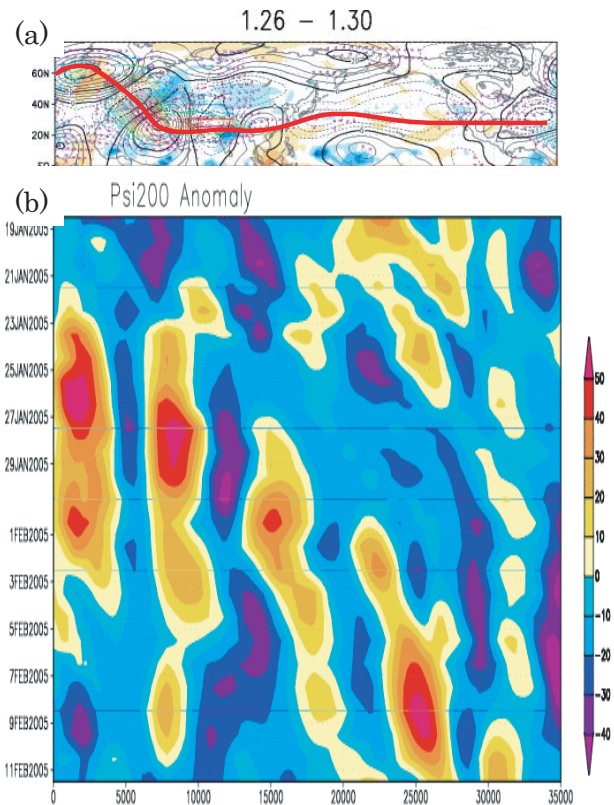 1.26 – 1.30
(a)
60N
40N
20N
(b)
Psi200 Anomaly
19JAN2005
21JAN2005
23JAN2005
25JAN2005
27JAN2005
29JAN2005
1FEB2005
3FEB2005
5FEB2005
7FEB2005
9FEB2005
11FEB2005
0 5000 10000 15000 20000 25000 30000 35000
50
40
30
20
10
0
-10
-20
-30
-40